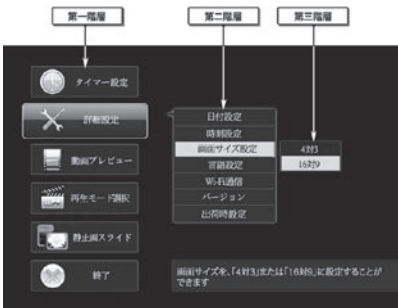 第一階層
第二階層
第三階層
タイマー設定
詳細設定
動画プレビュー
再生モード選択
静止画スライド
終了
日付設定
時刻設定
画面サイズ設定
言語設定
Wi-Fi通信
バージョン
出荷時設定
4対3
16対9
画面サイズを、「4対3」または「16対9」に設定することが
できます